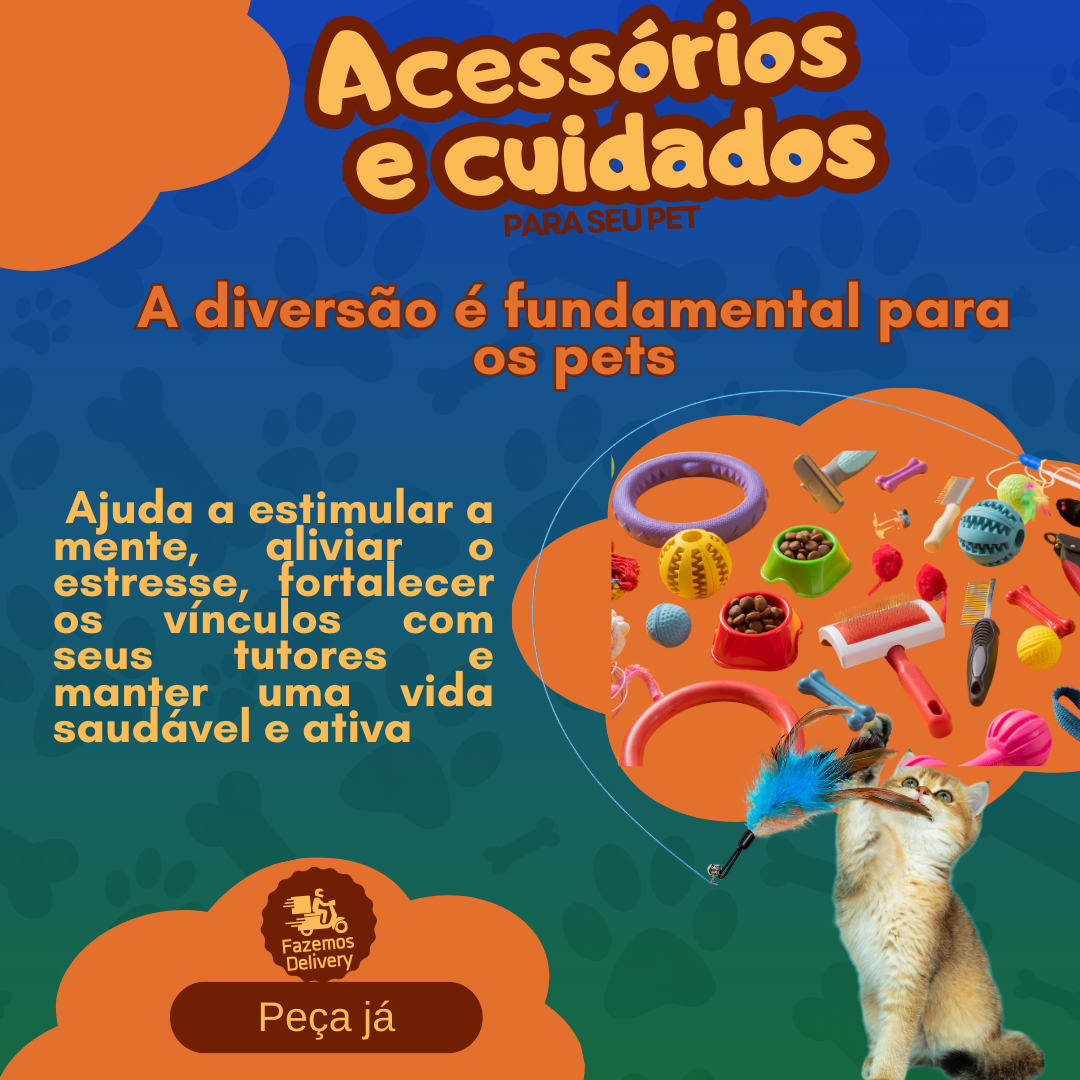 Acessórios
e cuidados
PARA SEU PET
A diversão é fundamental para
os pets
Ajuda a estimular a
mente, aliviar o
estresse, fortalecer
os vínculos com
seus tutores e
manter uma vida
saudável e ativa
Fazemos
Delivery
Peça já